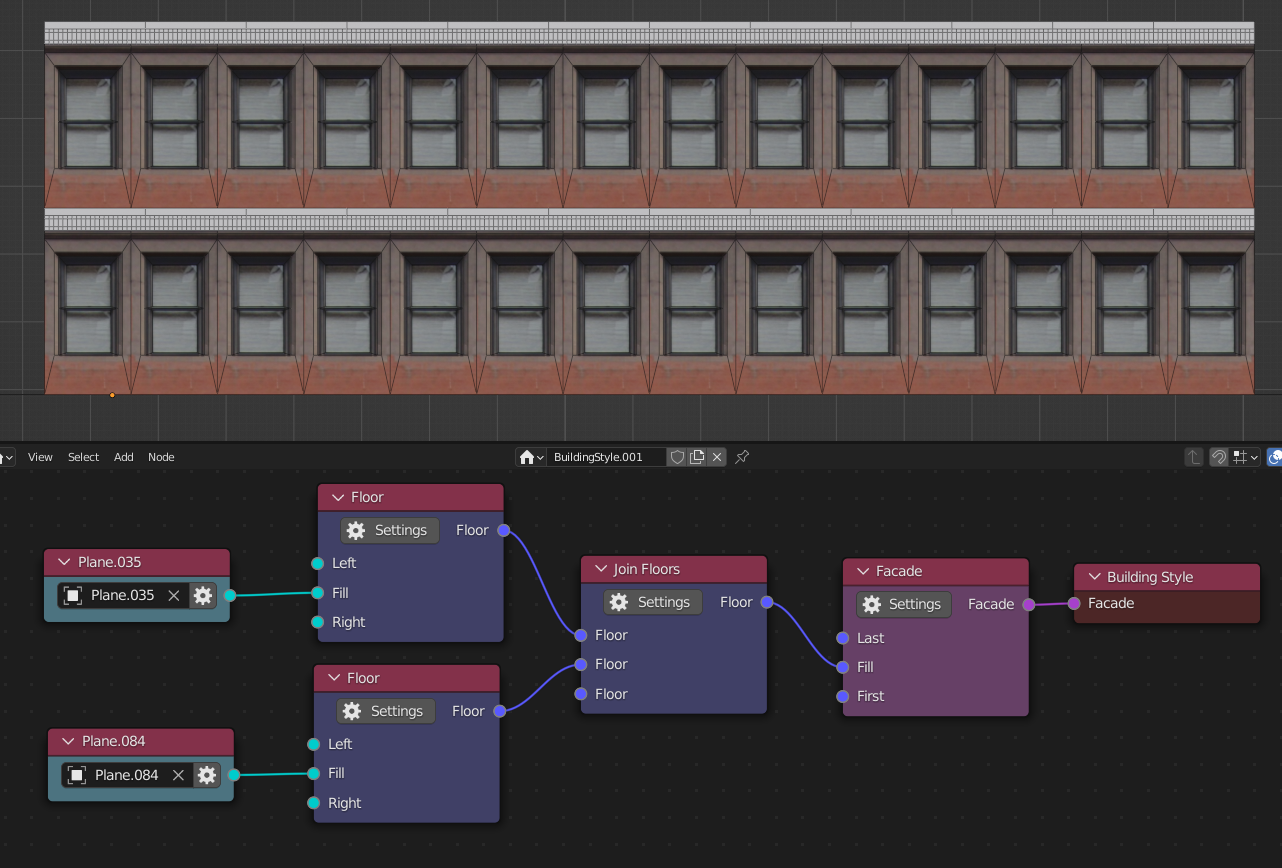 View Select Add Node BuildingStyle.001
Floor
Settings Floor
Left
Fill
Right
Plane.035
Plane.035
Floor
Settings Floor
Left
Fill
Right
Plane.084
Plane.084
Join Floors
Settings Floor
Floor
Floor
Floor
Facade
Settings Facade
Last
Fill
First
Building Style
Facade